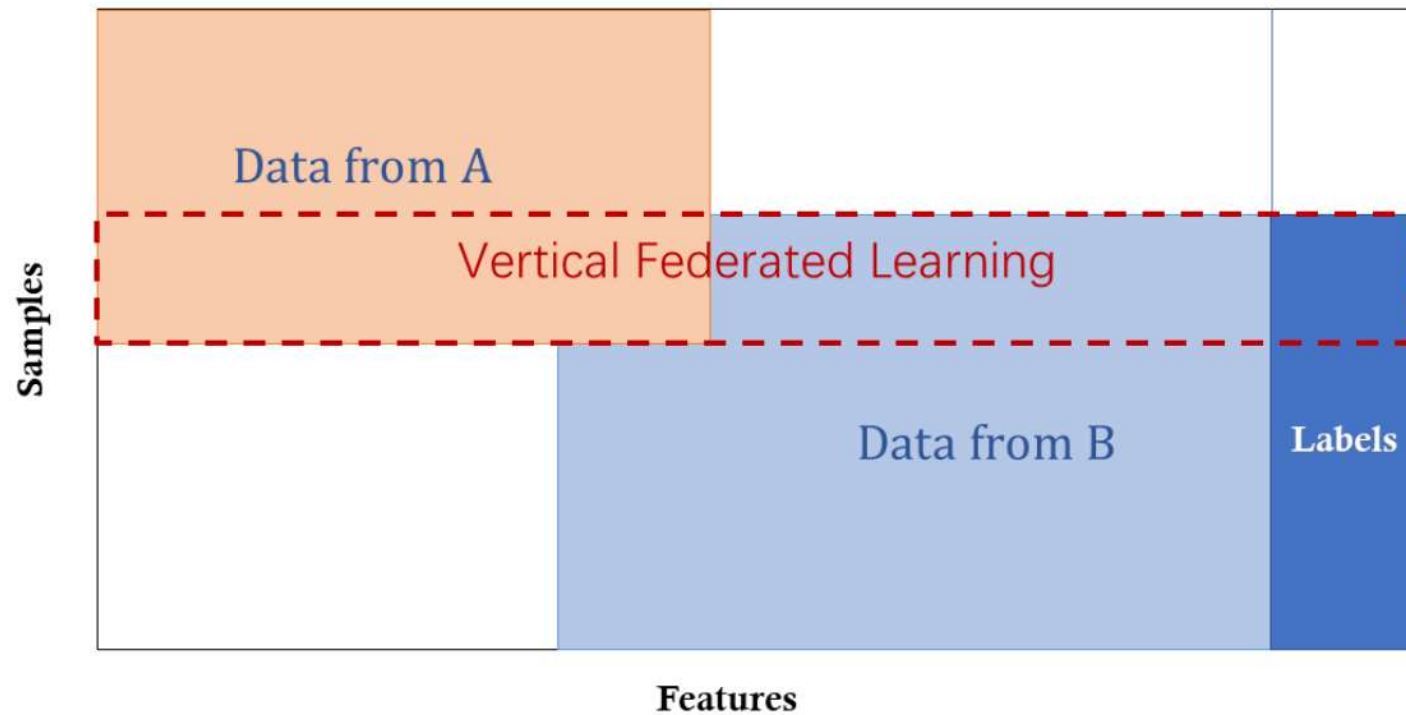 Data from A
Vertical Federated Learning
Samples
Data from B
Labels
Features